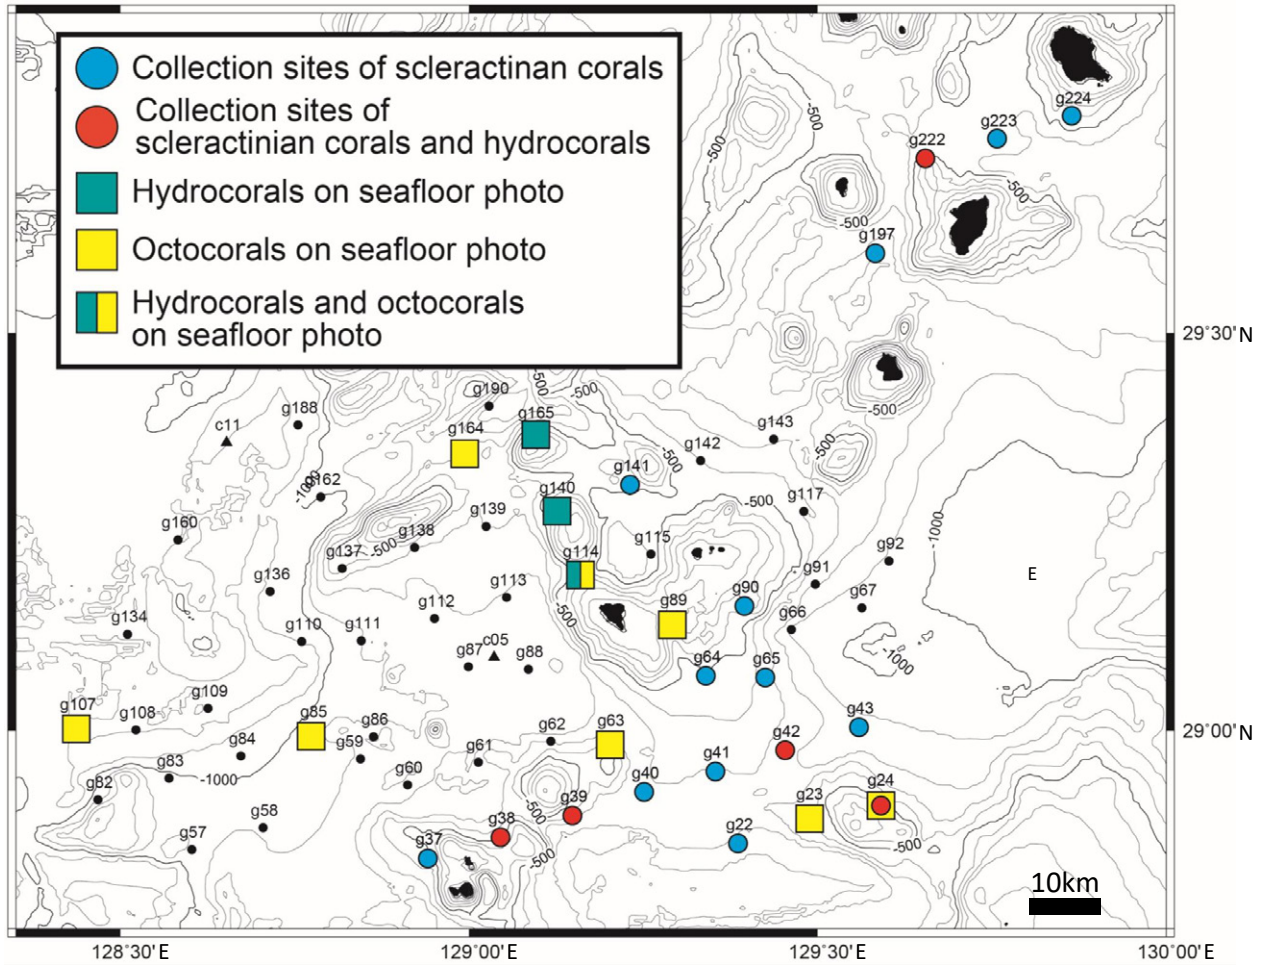 Collection sites of scleractinan corals
Collection sites of
scleractinian corals and hydrocorals
Hydrocorals on seafloor photo
Octocorals on seafloor photo
Hydrocorals and octocorals
on seafloor photo
g224
g223
g222
-500
-500
-500
-500
g197
29°30'N
-500
-500
-500
g190
g188
c11
g165
g164
g143
g142
-500
-500
g141
-1000
g162
g140
-500
g117
g160
g139
g138
-500
g137
-1000
g115
g114
g92
g91
E
g136
g113
g90
g67
g112
-500
g89
g66
g134
g110
g111
c05
g87
g88
g64
g65
-1000
g109
g107
g108
g85
g86
g62
g63
g43
29°00'N
g42
g84
g59
g61
g41
g83
-1000
g60
g40
g82
-500
g39
g24
g23
g58
g38
g22
-500
g57
g37
-500
10km
128°30'E
129°00'E
129°30'E
130°00'E